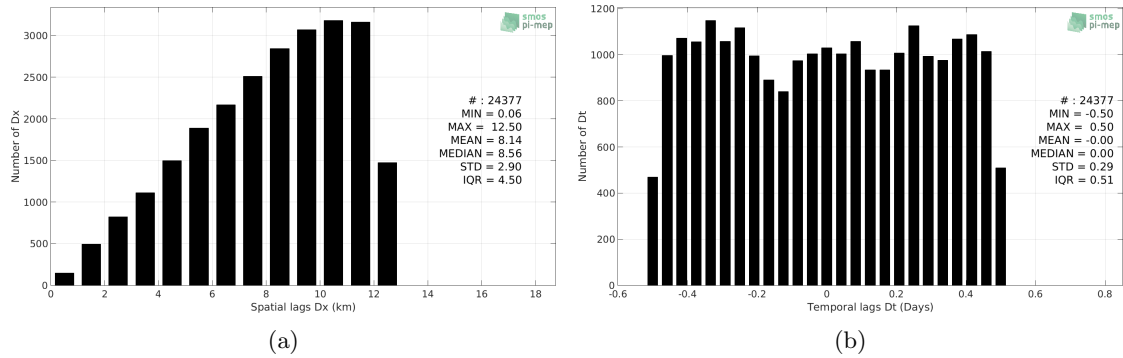 smos
pi-mep
3000
2500
2000
1500
1000
500
0
Number of Dx
# : 24377
MIN = 0.06
MAX = 12.50
MEAN = 8.14
MEDIAN = 8.56
STD = 2.90
IQR = 4.50
0 2 4 6 8 10 12 14 16 18
Spatial lags Dx (km)
(a)
smos
pi-mep
1200
1000
800
600
400
200
0
Number of Dt
# : 24377
MIN = -0.50
MAX = 0.50
MEAN = -0.00
MEDIAN = 0.00
STD = 0.29
IQR = 0.51
-0.6 -0.4 -0.2 0 0.2 0.4 0.6 0.8
Temporal lags Dt (Days)
(b)